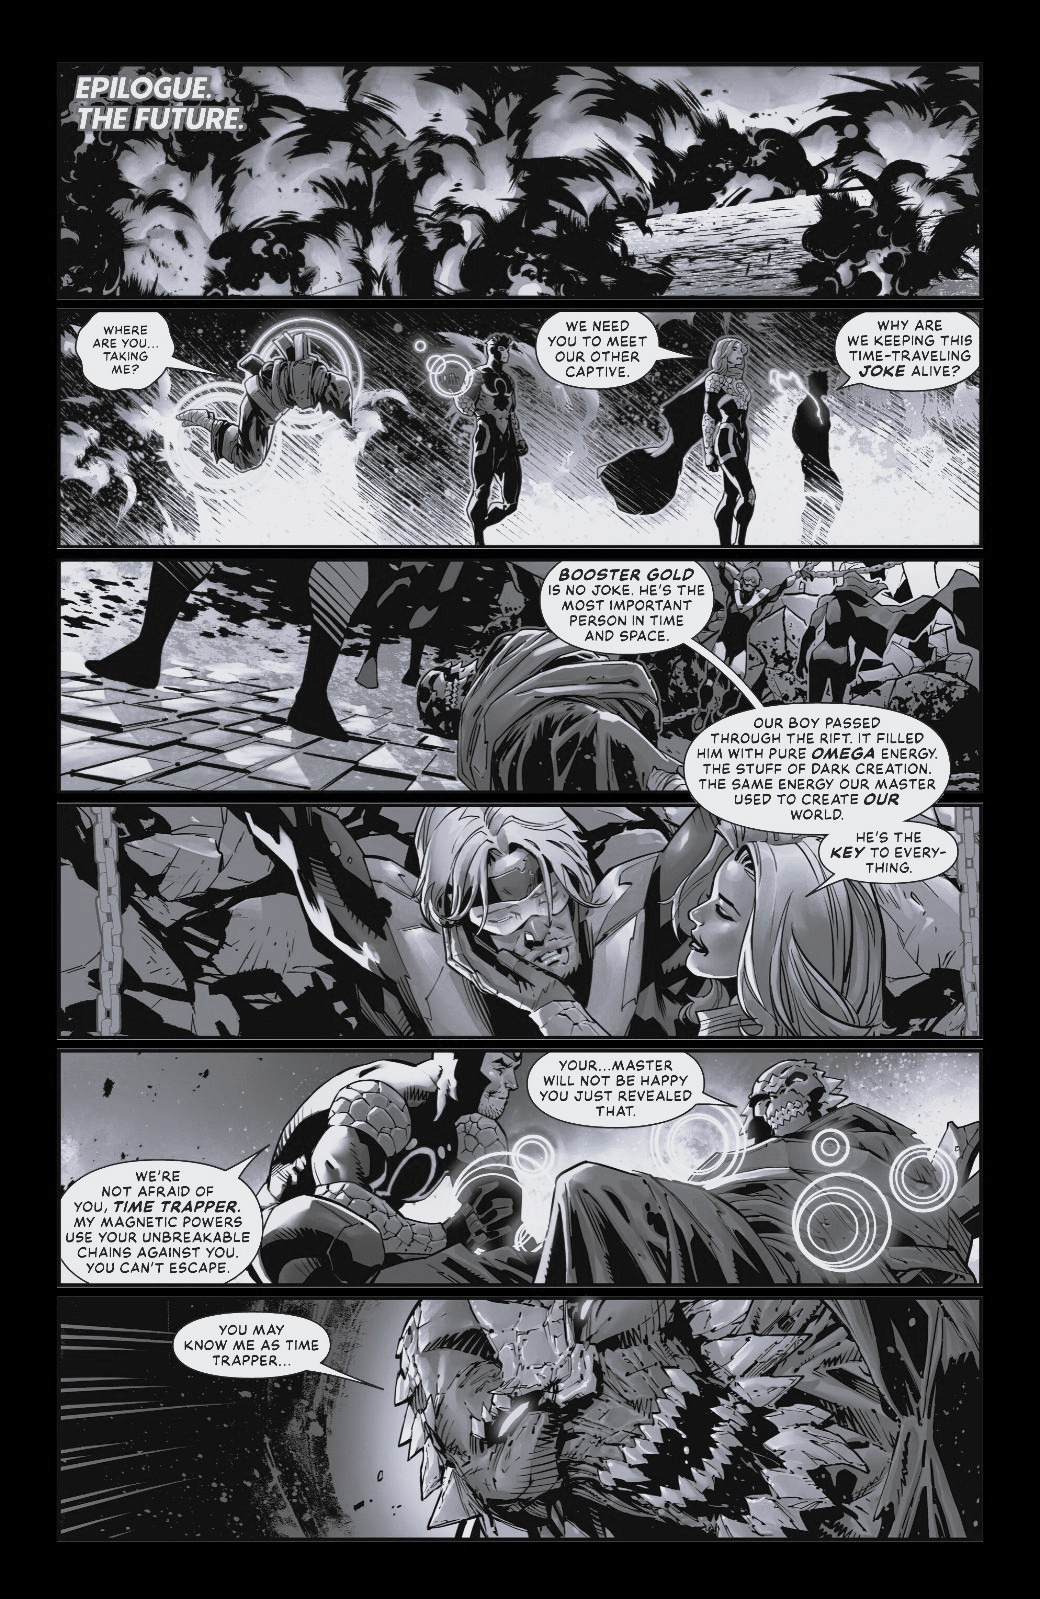 EPILOGUE.
THE FUTURE.
WHERE
ARE YOU...
TAKING
ME?
WE NEED
YOU TO MEET
OUR OTHER
CAPTIVE.
WHY ARE
WE KEEPING THIS
TIME-TRAVELING
JOKE ALIVE?
BOOSTER GOLD
IS NO JOKE. HE'S THE
MOST IMPORTANT
PERSON IN TIME
AND SPACE.
OUR BOY PASSED
THROUGH THE RIFT. IT FILLED
HIM WITH PURE OMEGA ENERGY.
THE STUFF OF DARK CREATION.
THE SAME ENERGY OUR MASTER
USED TO CREATE OUR
WORLD.
HE'S THE
KEY TO EVERY-
THING.
YOUR...MASTER
WILL NOT BE HAPPY
YOU JUST REVEALED
THAT.
WE'RE
NOT AFRAID OF
YOU, TIME TRAPPER.
MY MAGNETIC POWERS
USE YOUR UNBREAKABLE
CHAINS AGAINST YOU.
YOU CAN'T ESCAPE.
YOU MAY
KNOW ME AS TIME
TRAPPER...